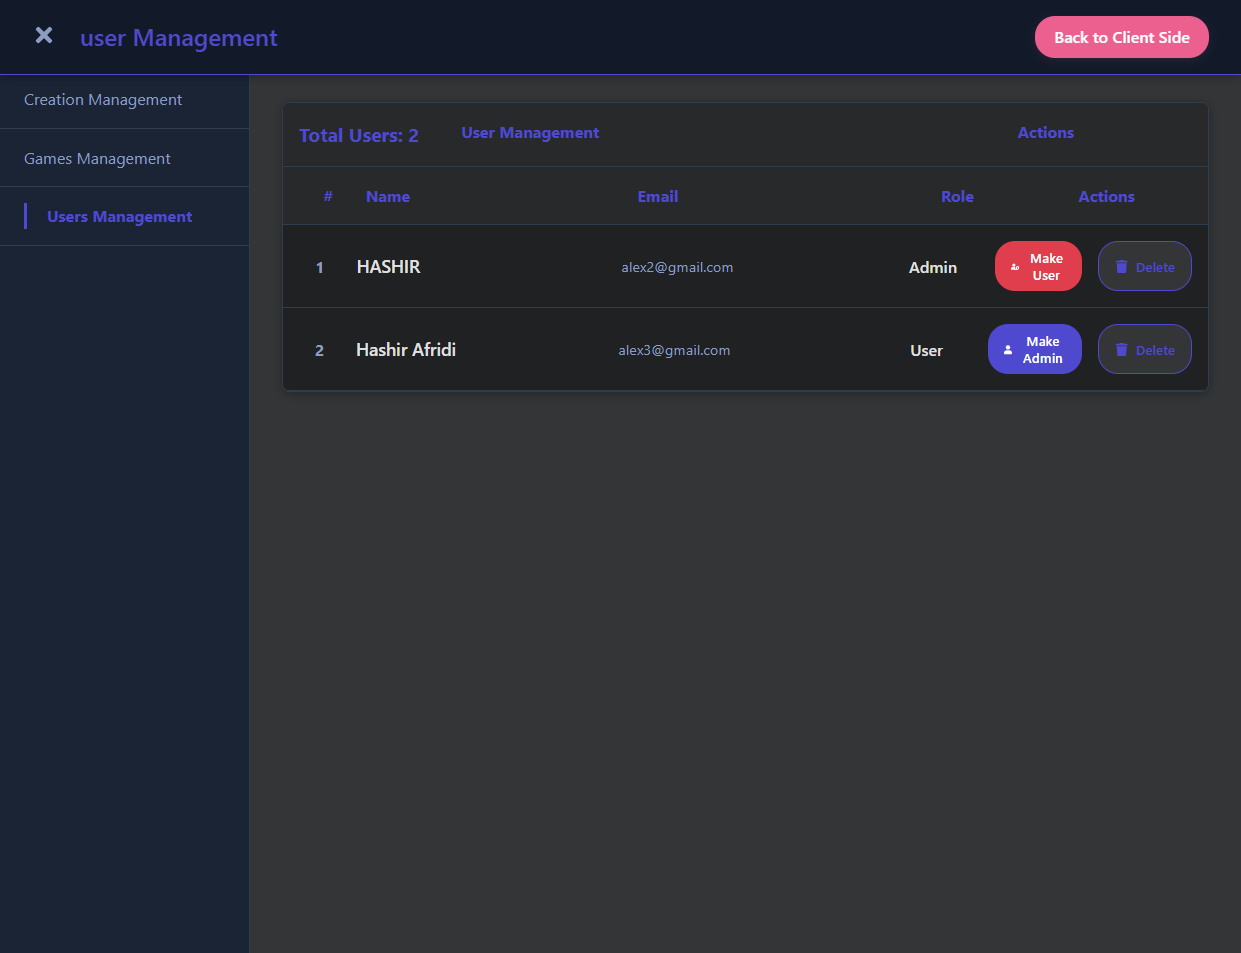 user Management
Back to Client Side
Creation Management
Games Management
Users Management
Total Users: 2 User Management Actions
# Name Email Role Actions
1 HASHIR alex2@gmail.com Admin Make User Delete
2 Hashir Afridi alex3@gmail.com User Make Admin Delete